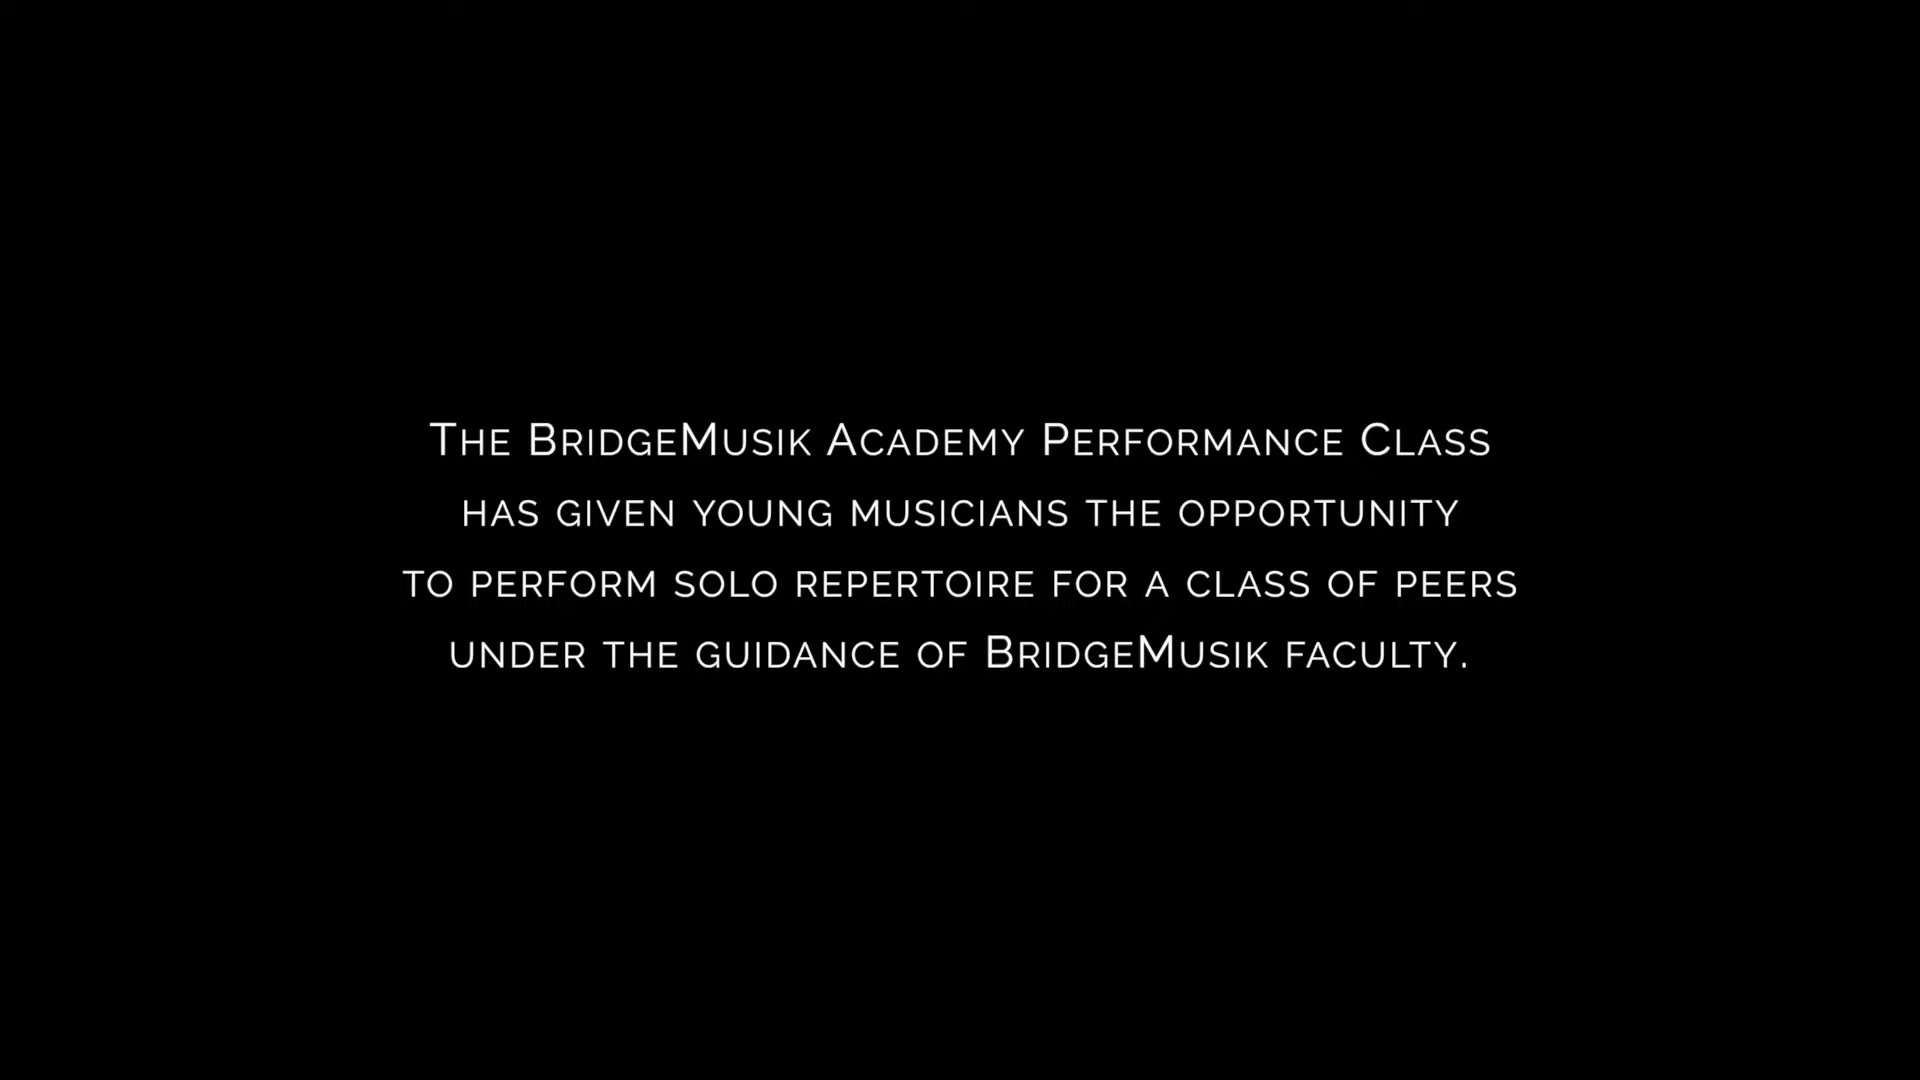 The BridgeMusik Academy Performance Class
has given young musicians the opportunity
to perform solo repertoire for a class of peers
under the guidance of BridgeMusik faculty.